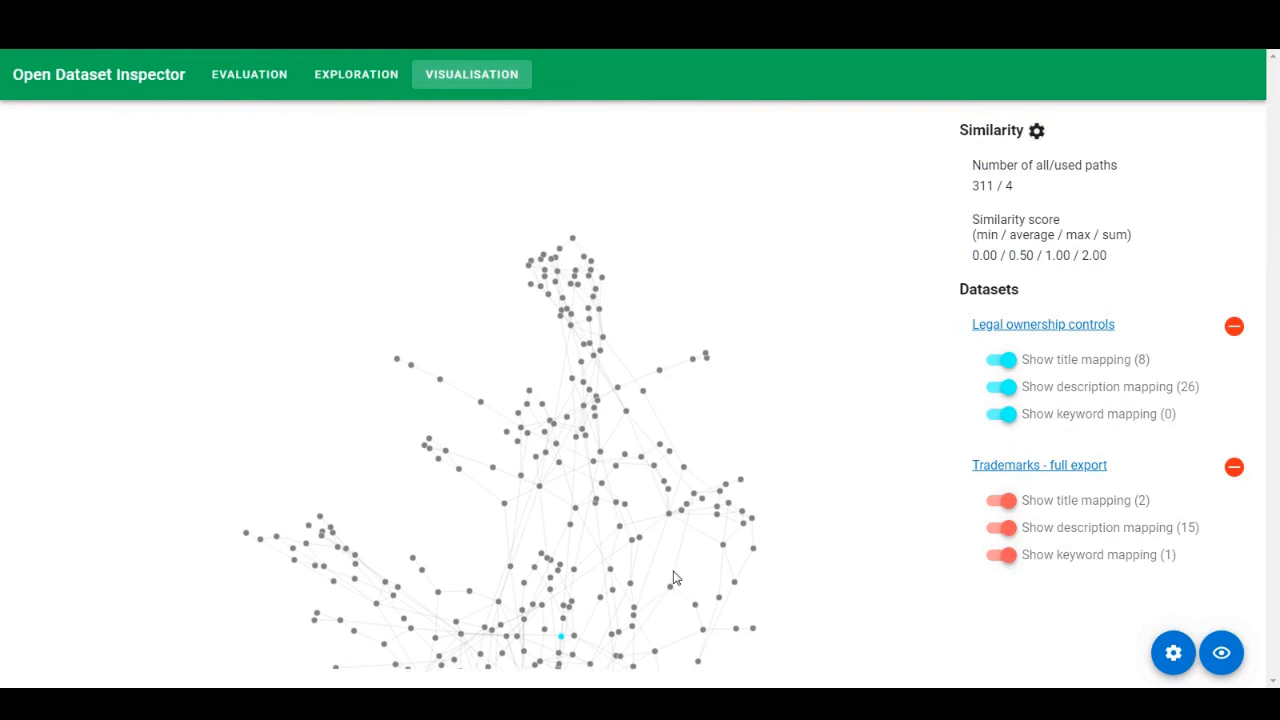 Open Dataset Inspector EVALUATION EXPLORATION VISUALISATION
Similarity
Number of all/used paths
311 / 4
Similarity score
(min / average / max / sum)
0.00 / 0.50 / 1.00 / 2.00
Datasets
Legal ownership controls
Show title mapping (8)
Show description mapping (26)
Show keyword mapping (0)
Trademarks - full export
Show title mapping (2)
Show description mapping (15)
Show keyword mapping (1)